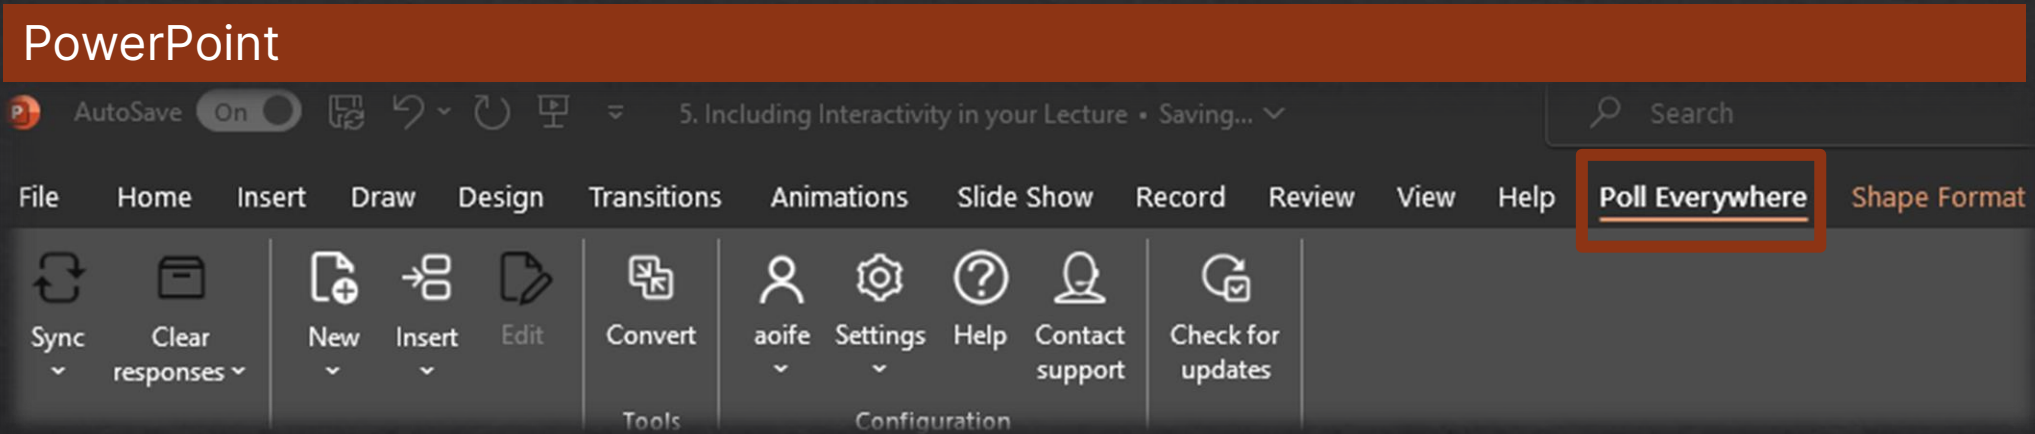 PowerPoint
P AutoSave On 5. Including Interactivity in your Lecture • Saving... Search
File Home Insert Draw Design Transitions Animations Slide Show Record Review View Help Poll Everywhere Shape Format
Sync Clear responses New Insert Edit Convert aoife Settings Help Contact support Check for updates
Tools Configuration